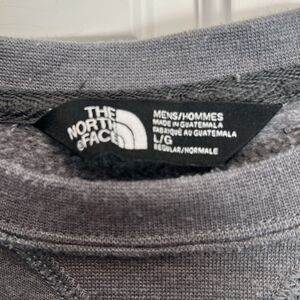 THE
NORTH
FACE
MENS/HOMMES
MADE IN GUATEMALA
FABRIQUÉ AU GUATEMALA
L/G
REGULAR/NORMALE